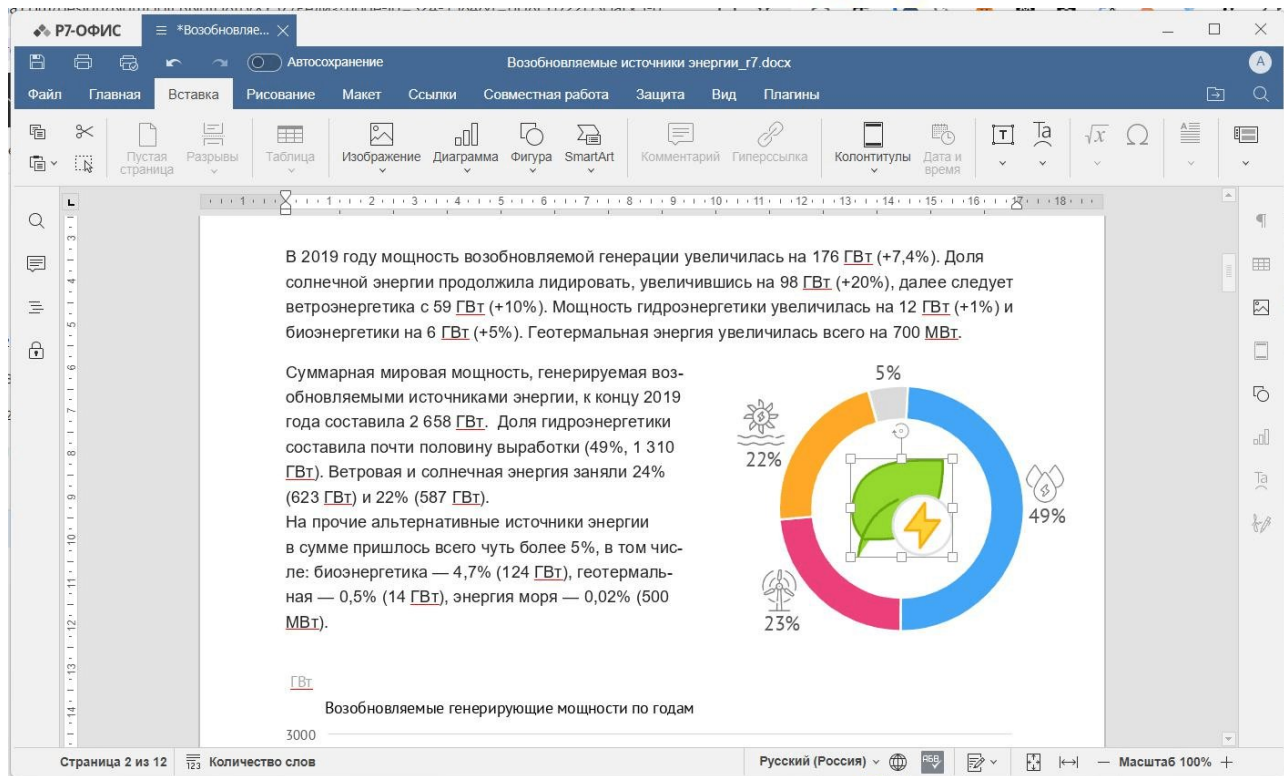 Р7-ОФИС
*Возобновляе...
Автосохранение
Возобновляемые источники энергии_r7.docx
А
Файл Главная Вставка Рисование Макет Ссылки Совместная работа Защита Вид Плагины
Пустая страница
Разрывы
Таблица
Изображение
Диаграмма
Фигура
SmartArt
Комментарий
Гиперссылка
Колонтитулы
Дата и время
В 2019 году мощность возобновляемой генерации увеличилась на 176 ГВт (+7,4%). Доля
солнечной энергии продолжила лидировать, увеличившись на 98 ГВт (+20%), далее следует
ветроэнергетика с 59 ГВт (+10%). Мощность гидроэнергетики увеличилась на 12 ГВт (+1%) и
биоэнергетики на 6 ГВт (+5%). Геотермальная энергия увеличилась всего на 700 МВт.
Суммарная мировая мощность, генерируемая воз-
обновляемыми источниками энергии, к концу 2019
года составила 2 658 ГВт. Доля гидроэнергетики
составила почти половину выработки (49%, 1 310
ГВт). Ветровая и солнечная энергия заняли 24%
(623 ГВт) и 22% (587 ГВт).
На прочие альтернативные источники энергии
в сумме пришлось всего чуть более 5%, в том чис-
ле: биоэнергетика — 4,7% (124 ГВт), геотермаль-
ная — 0,5% (14 ГВт), энергия моря — 0,02% (500
МВт).
5%
22%
49%
23%
ГВт
Возобновляемые генерирующие мощности по годам
3000
Страница 2 из 12
Количество слов
Русский (Россия)
Масштаб 100%